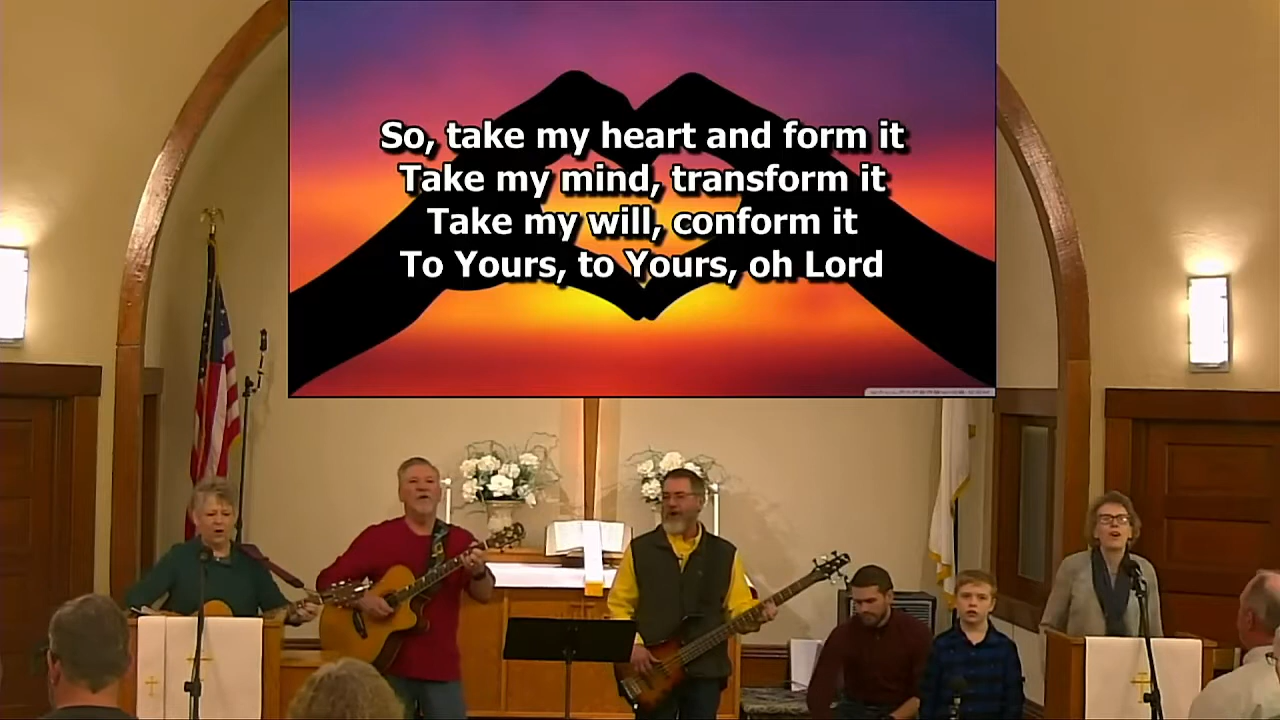 So, take my heart and form it
Take my mind, transform it
Take my will, conform it
To Yours, to Yours, oh Lord